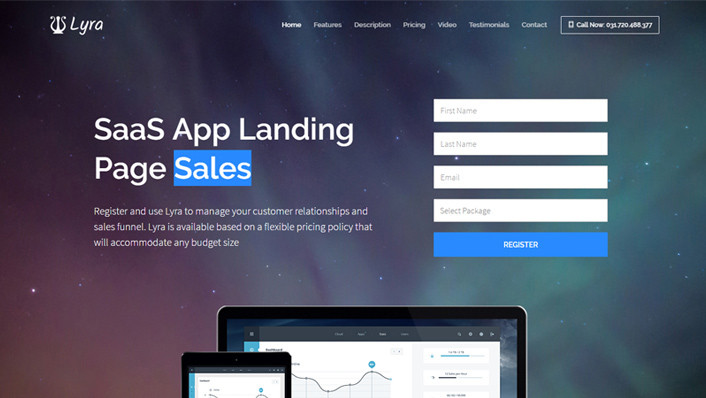 Lyra
Home Features Description Pricing Video Testimonials Contact Call Now: 031.720.488.377
SaaS App Landing
Page Sales
Register and use Lyra to manage your customer relationships and
sales funnel. Lyra is available based on a flexible pricing policy that
will accommodate any budget size
First Name
Last Name
Email
Select Package
REGISTER
Dashboard
Dashboard